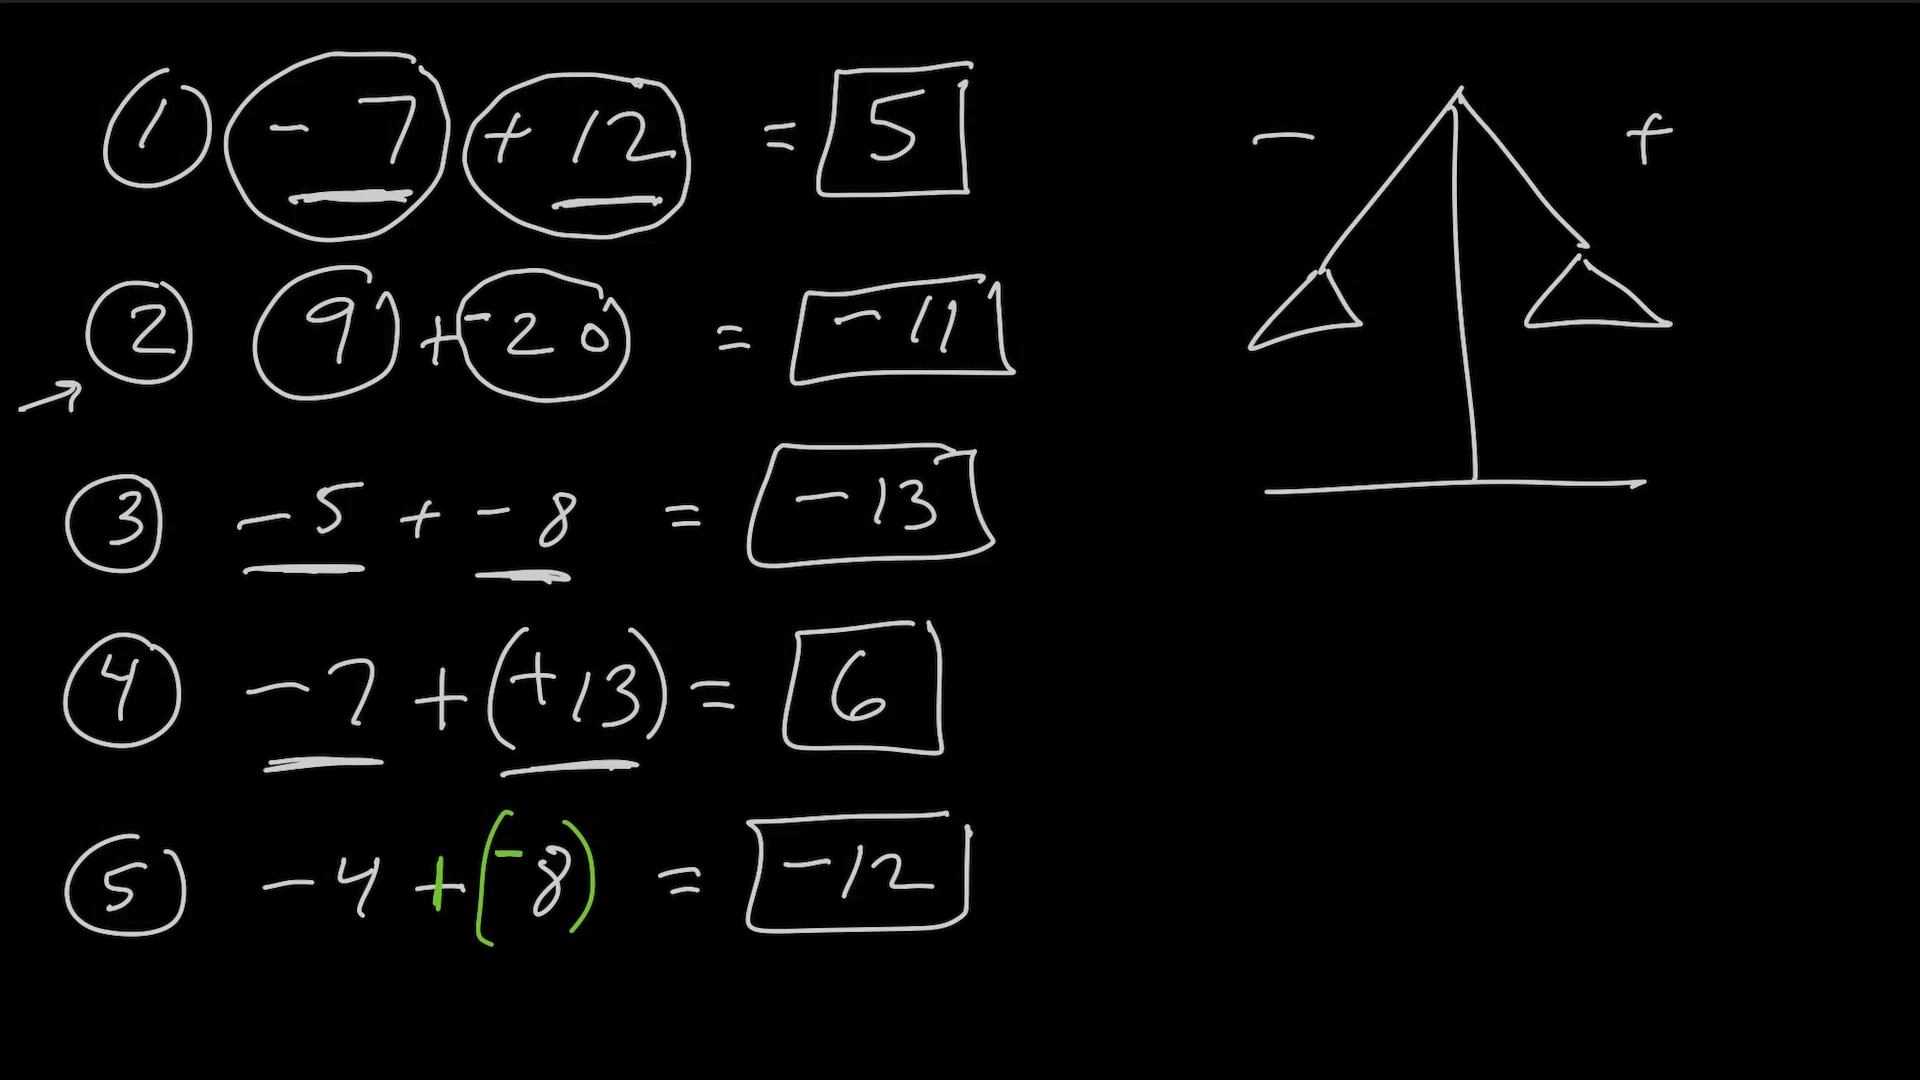 1 -7 + 12 = 5
2 9 + -20 = -11
3 -5 + -8 = -13
4 -7 + (+13) = 6
5 -4 + (-8) = -12
- +